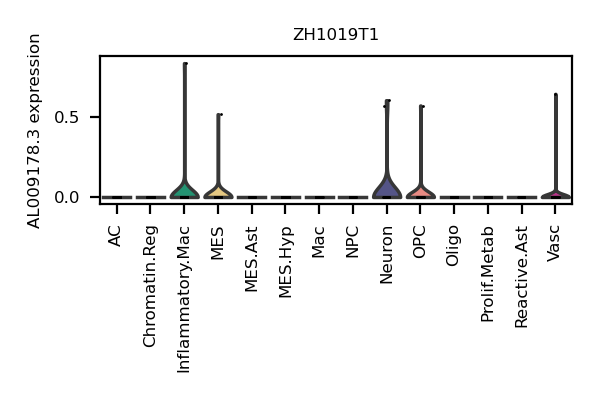 ZH1019T1
AL009178.3 expression
0.5
0.0
AC
Chromatin.Reg
Inflammatory.Mac
MES
MES.Ast
MES.Hyp
Mac
NPC
Neuron
OPC
Oligo
Prolif.Metab
Reactive.Ast
Vasc